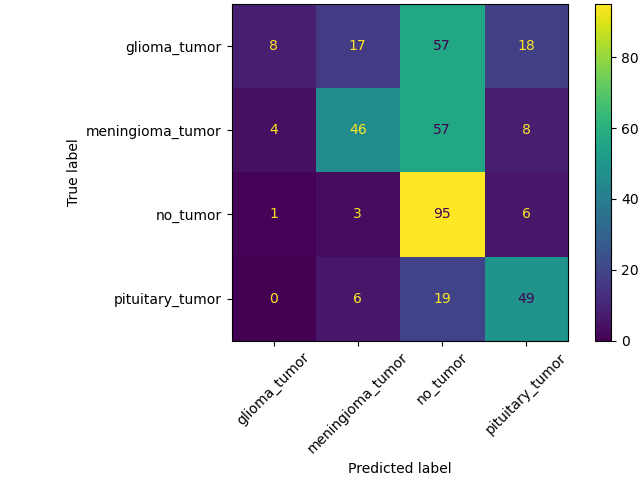 True label
glioma_tumor 8 17 57 18
meningioma_tumor 4 46 57 8
no_tumor 1 3 95 6
pituitary_tumor 0 6 19 49
glioma_tumor meningioma_tumor no_tumor pituitary_tumor
Predicted label
80
60
40
20
0